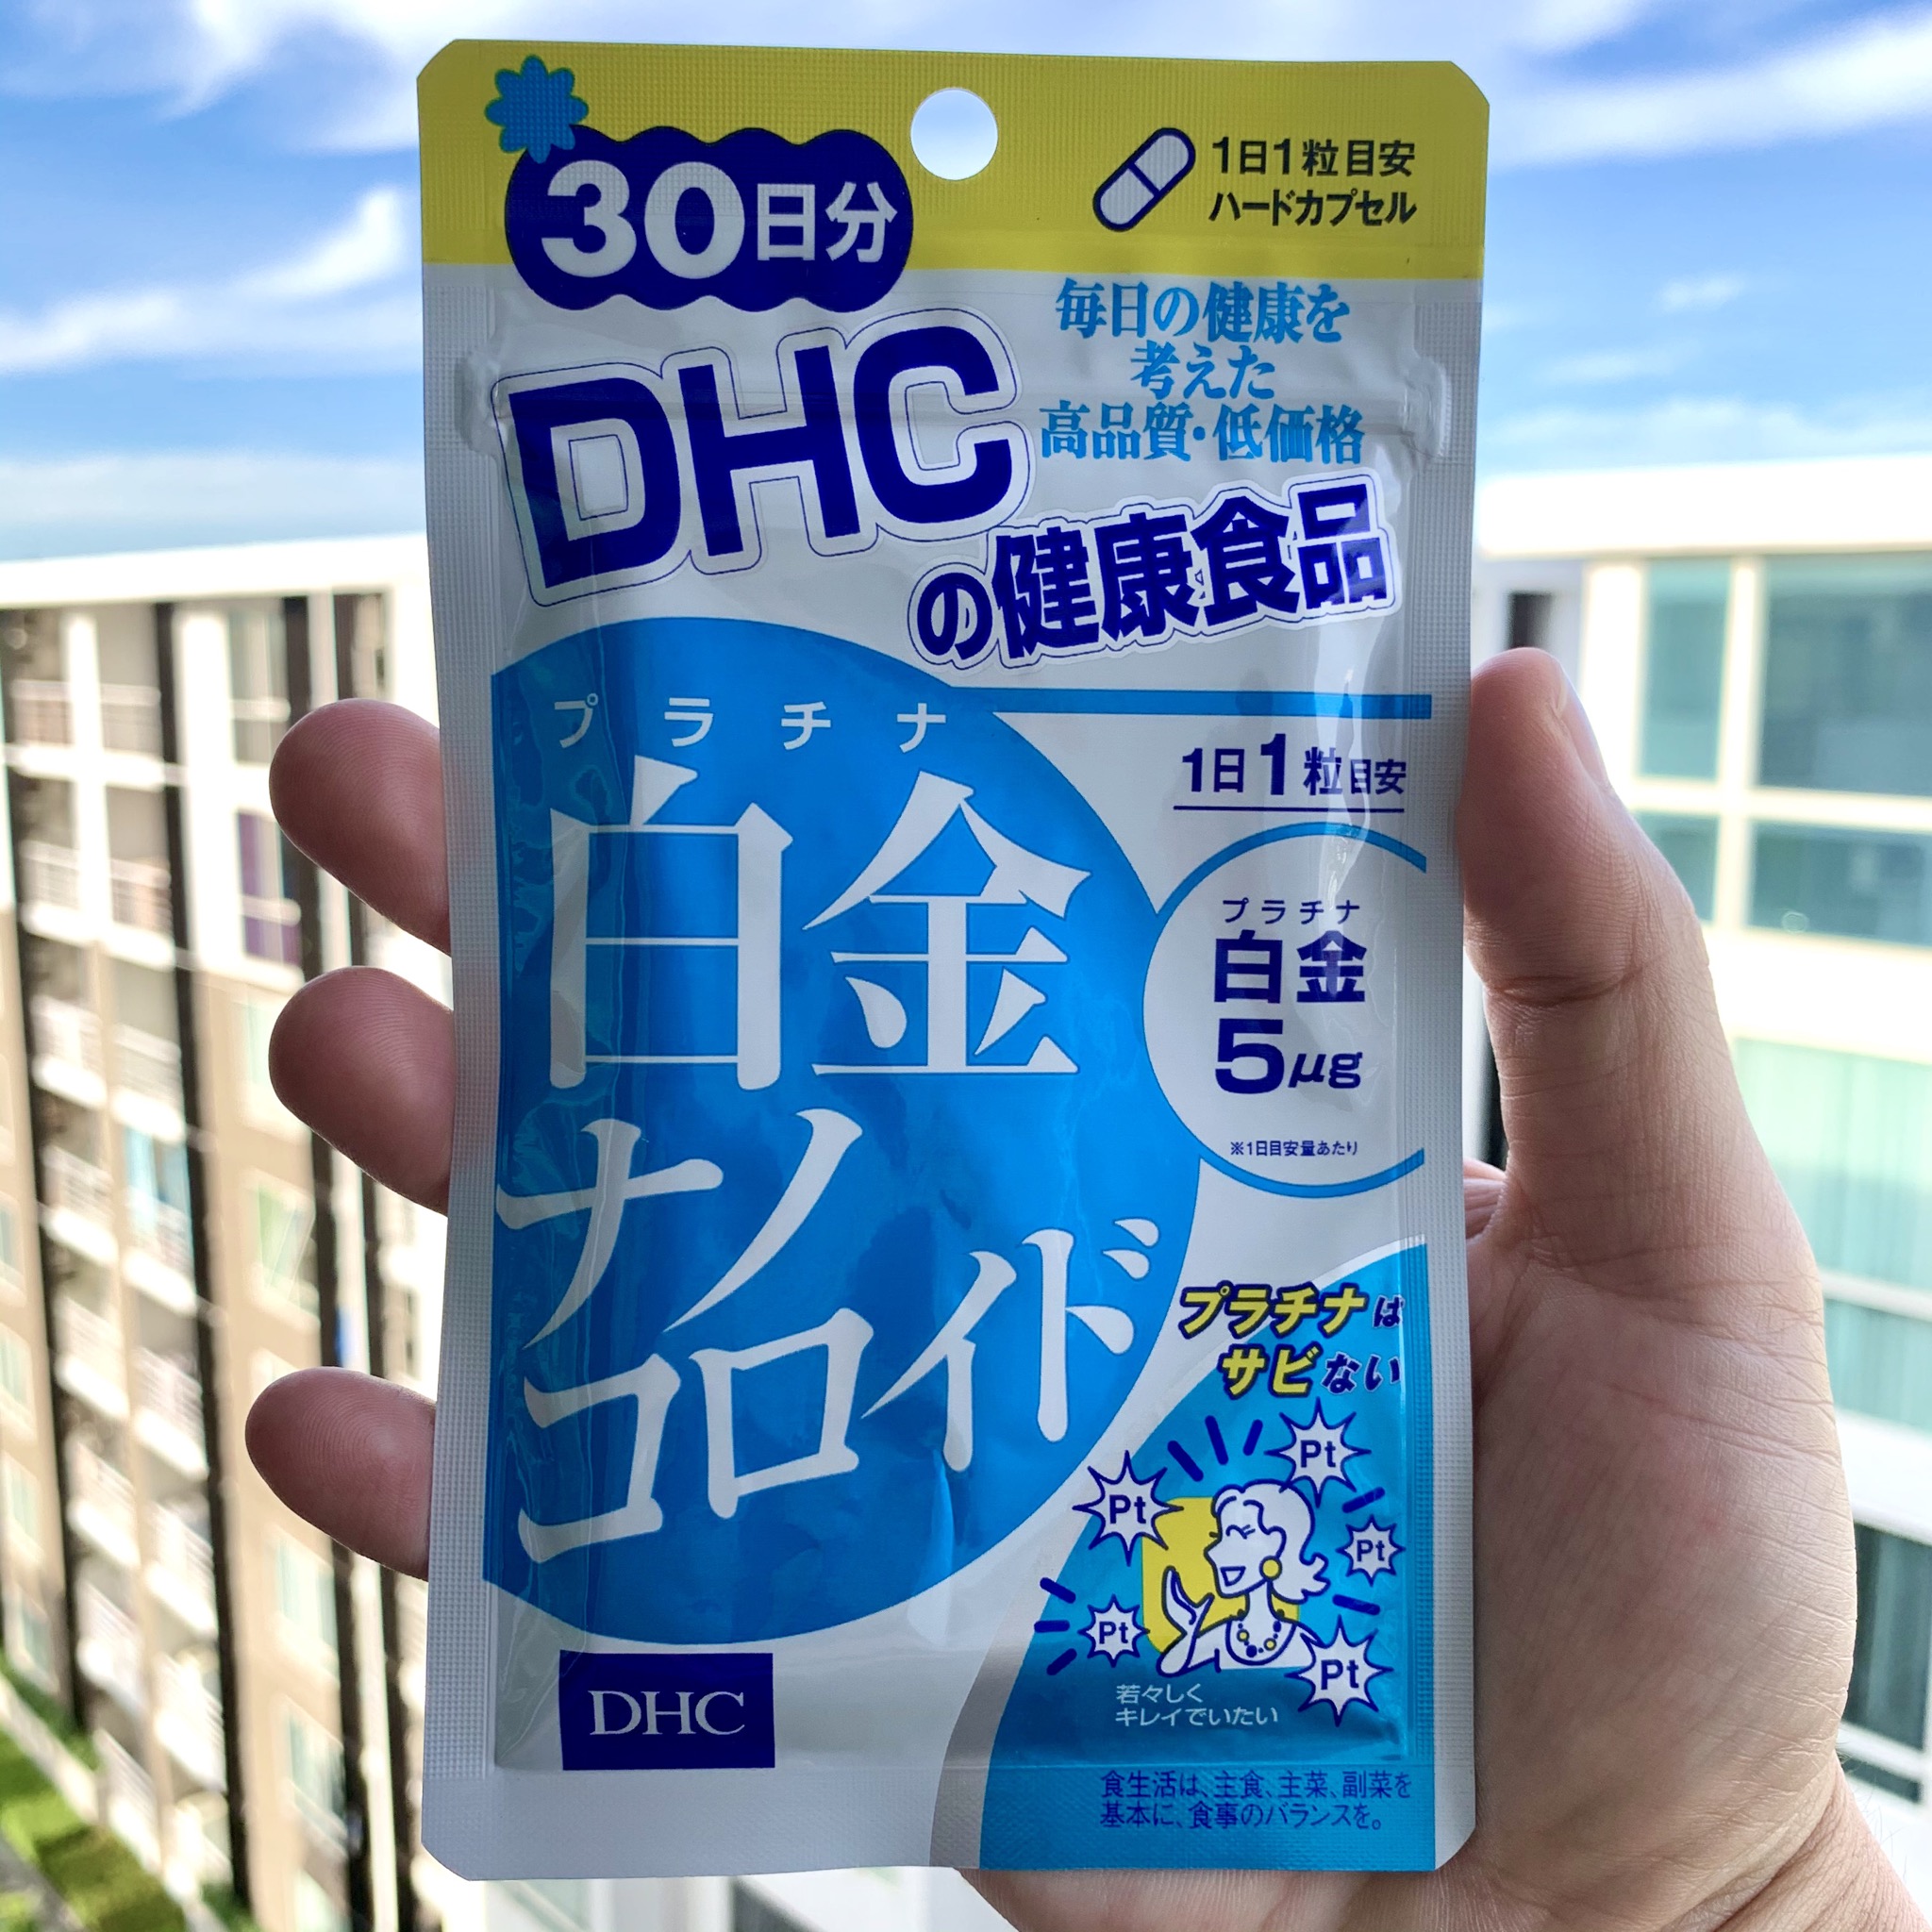 30日分
1日1粒目安
ハードカプセル
毎日の健康を
考えた
高品質・低価格
DHC
の健康食品
プラチナ
白金
ナノ
コロイド
1日1粒目安
プラチナ
白金
5μg
※1日目安量あたり
プラチナは
サビない
Pt
Pt
Pt
Pt
Pt
若々しく
キレイでいたい
DHC
食生活は、主食、主菜、副菜を
基本に、食事のバランスを。